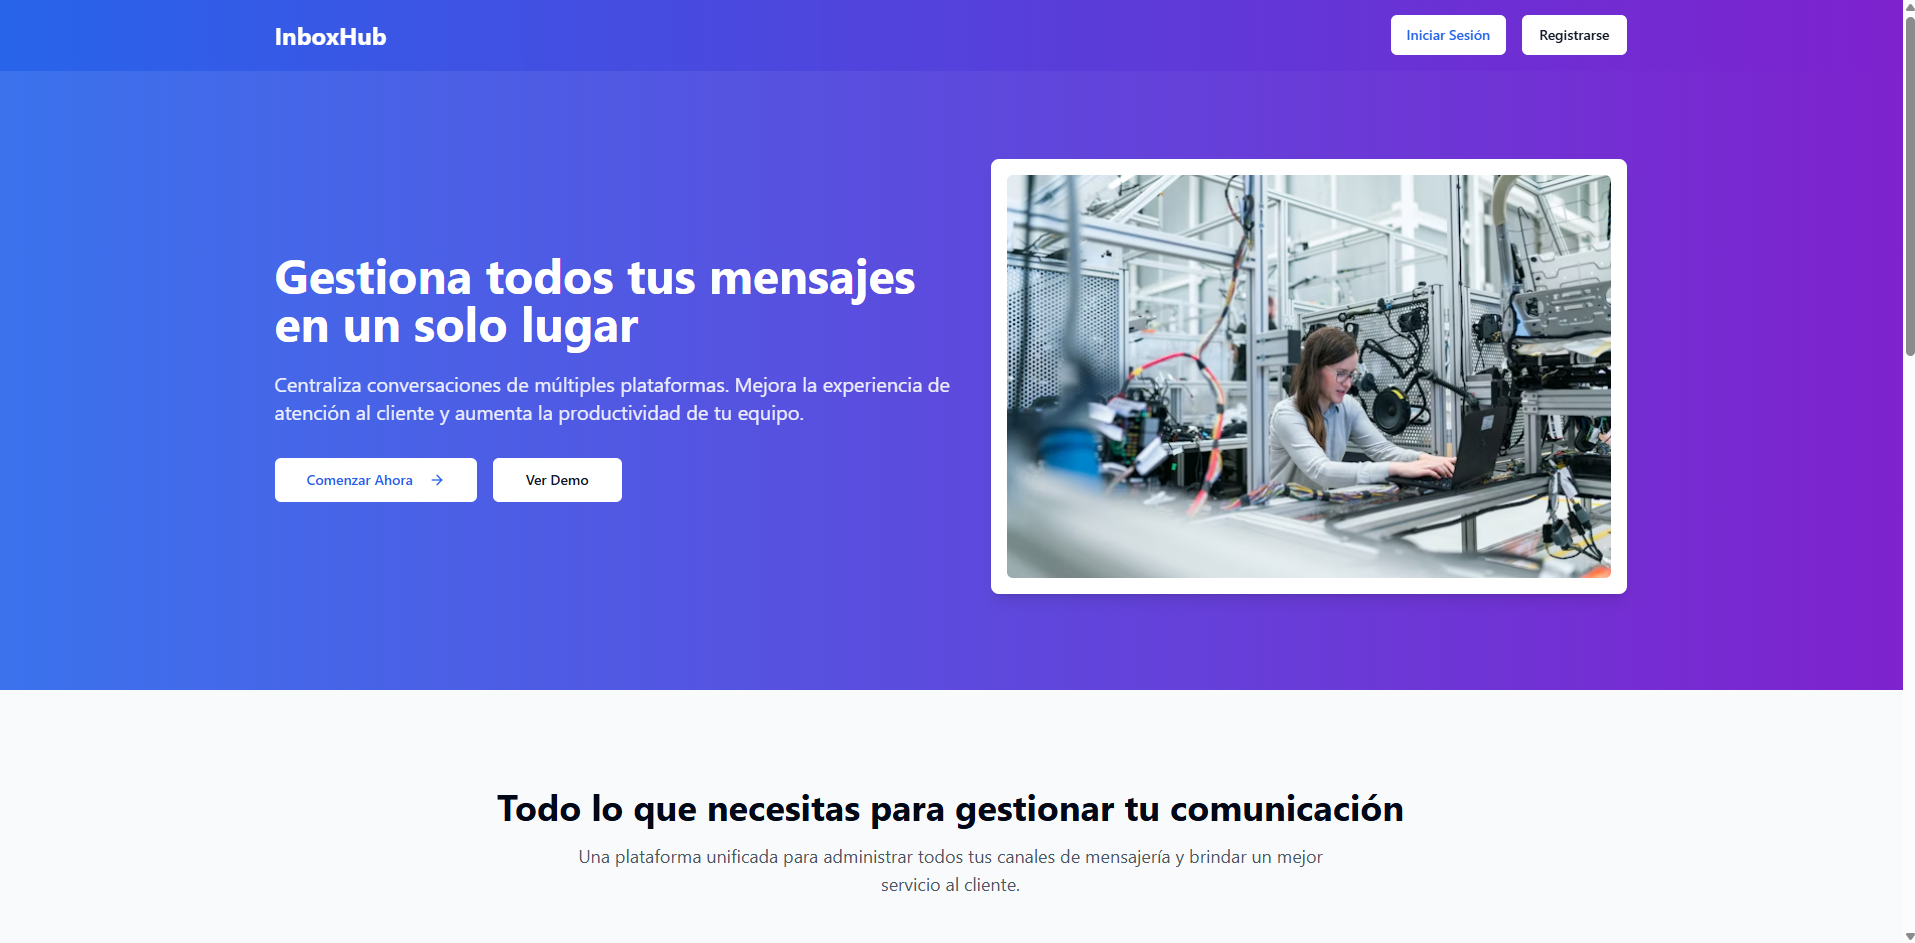 InboxHub
Iniciar Sesión
Registrarse
Gestiona todos tus mensajes
en un solo lugar
Centraliza conversaciones de múltiples plataformas. Mejora la experiencia de
atención al cliente y aumenta la productividad de tu equipo.
Comenzar Ahora
Ver Demo
Todo lo que necesitas para gestionar tu comunicación
Una plataforma unificada para administrar todos tus canales de mensajería y brindar un mejor
servicio al cliente.